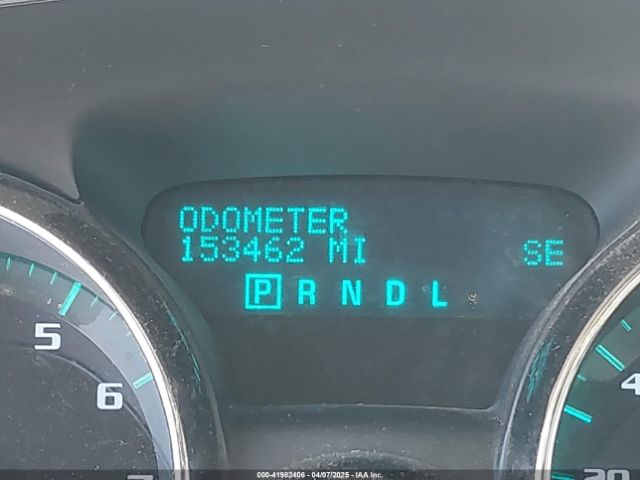 ODOMETER
153462 MI SE
P R N D L
5
6
4
20
000-41982406 - 04/07/2025 - IAA Inc.